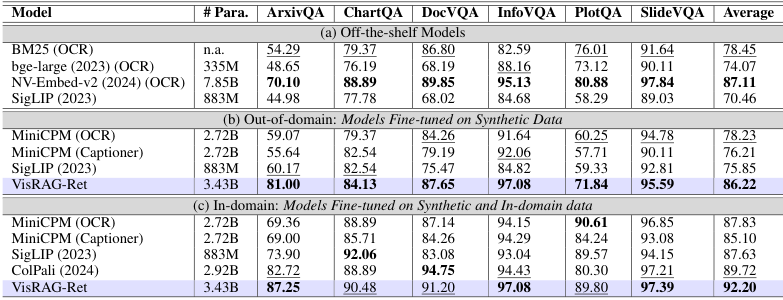 Model # Para. ArxivQA ChartQA DocVQA InfoVQA PlotQA SlideVQA Average
(a) Off-the-shelf Models
BM25 (OCR) n.a. 54.29 79.37 86.80 82.59 76.01 91.64 78.45
bge-large (2023) (OCR) 335M 48.65 76.19 68.19 88.16 73.12 90.11 74.07
NV-Embed-v2 (2024) (OCR) 7.85B 70.10 88.89 89.85 95.13 80.88 97.84 87.11
SigLIP (2023) 883M 44.98 77.78 68.02 84.68 58.29 89.03 70.46
(b) Out-of-domain: Models Fine-tuned on Synthetic Data
MiniCPM (OCR) 2.72B 59.07 79.37 84.26 91.64 60.25 94.78 78.23
MiniCPM (Captioner) 2.72B 55.64 82.54 79.19 92.06 57.71 90.11 76.21
SigLIP (2023) 883M 60.17 82.54 75.47 84.82 59.33 92.81 75.85
VisRAG-Ret 3.43B 81.00 84.13 87.65 97.08 71.84 95.59 86.22
(c) In-domain: Models Fine-tuned on Synthetic and In-domain data
MiniCPM (OCR) 2.72B 69.36 88.89 87.14 94.15 90.61 96.85 87.83
MiniCPM (Captioner) 2.72B 69.00 85.71 84.26 94.29 84.24 93.08 85.10
SigLIP (2023) 883M 73.90 92.06 83.08 93.04 89.57 94.15 87.63
ColPali (2024) 2.92B 82.72 88.89 94.75 94.43 80.30 97.21 89.72
VisRAG-Ret 3.43B 87.25 90.48 91.20 97.08 89.80 97.39 92.20